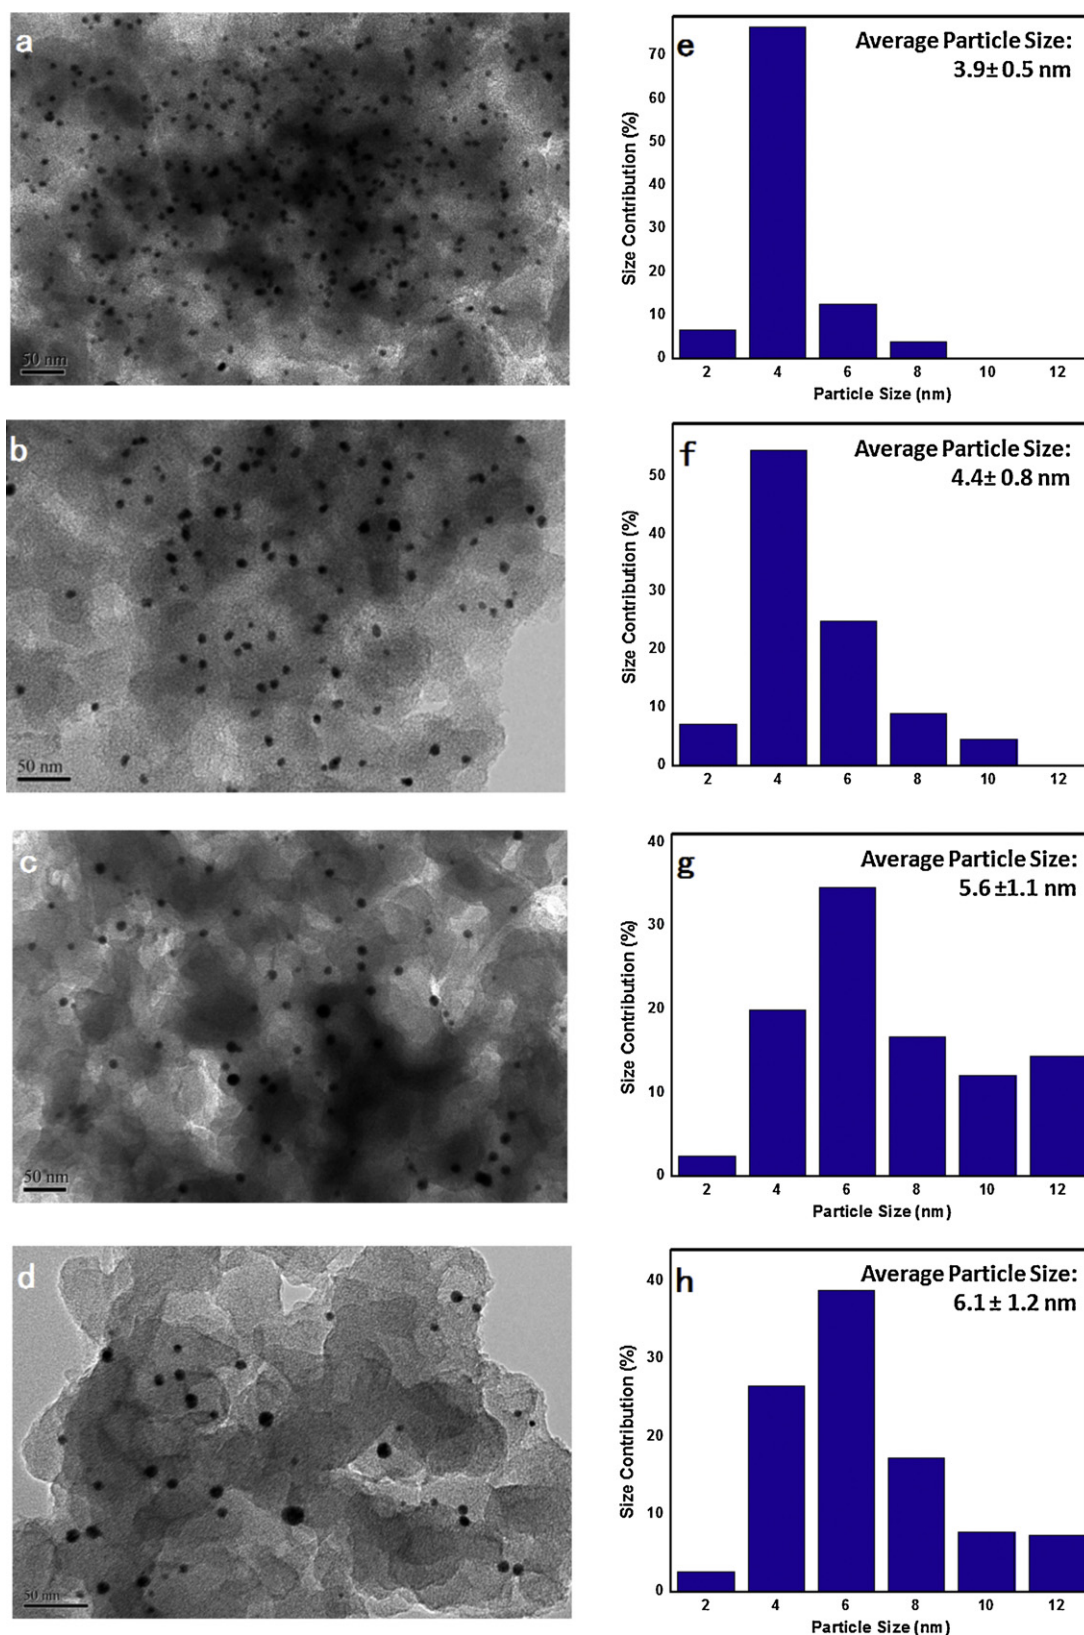 a
50 nm
e
Average Particle Size:
3.9± 0.5 nm
Size Contribution (%)
70
60
50
40
30
20
10
0
2 4 6 8 10 12
Particle Size (nm)
b
50 nm
f
Average Particle Size:
4.4± 0.8 nm
Size Contribution (%)
50
40
30
20
10
0
2 4 6 8 10 12
c
50 nm
g
Average Particle Size:
5.6 ±1.1 nm
Size Contribution (%)
40
30
20
10
0
2 4 6 8 10 12
Particle Size (nm)
d
50 nm
h
Average Particle Size:
6.1 ± 1.2 nm
Size Contribution (%)
40
30
20
10
0
2 4 6 8 10 12
Particle Size (nm)